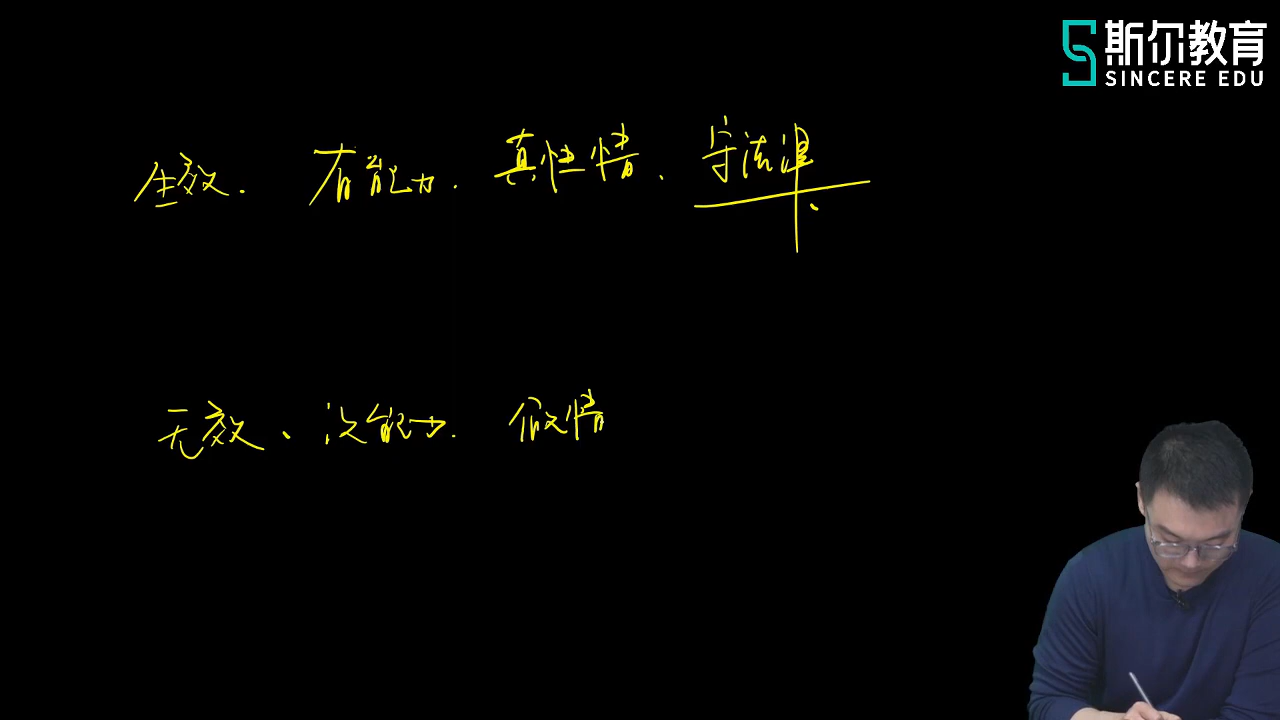 斯尔教育
SINCERE EDU
生效. 有能力. 真性情. 守法律
无效、没能力. 假情